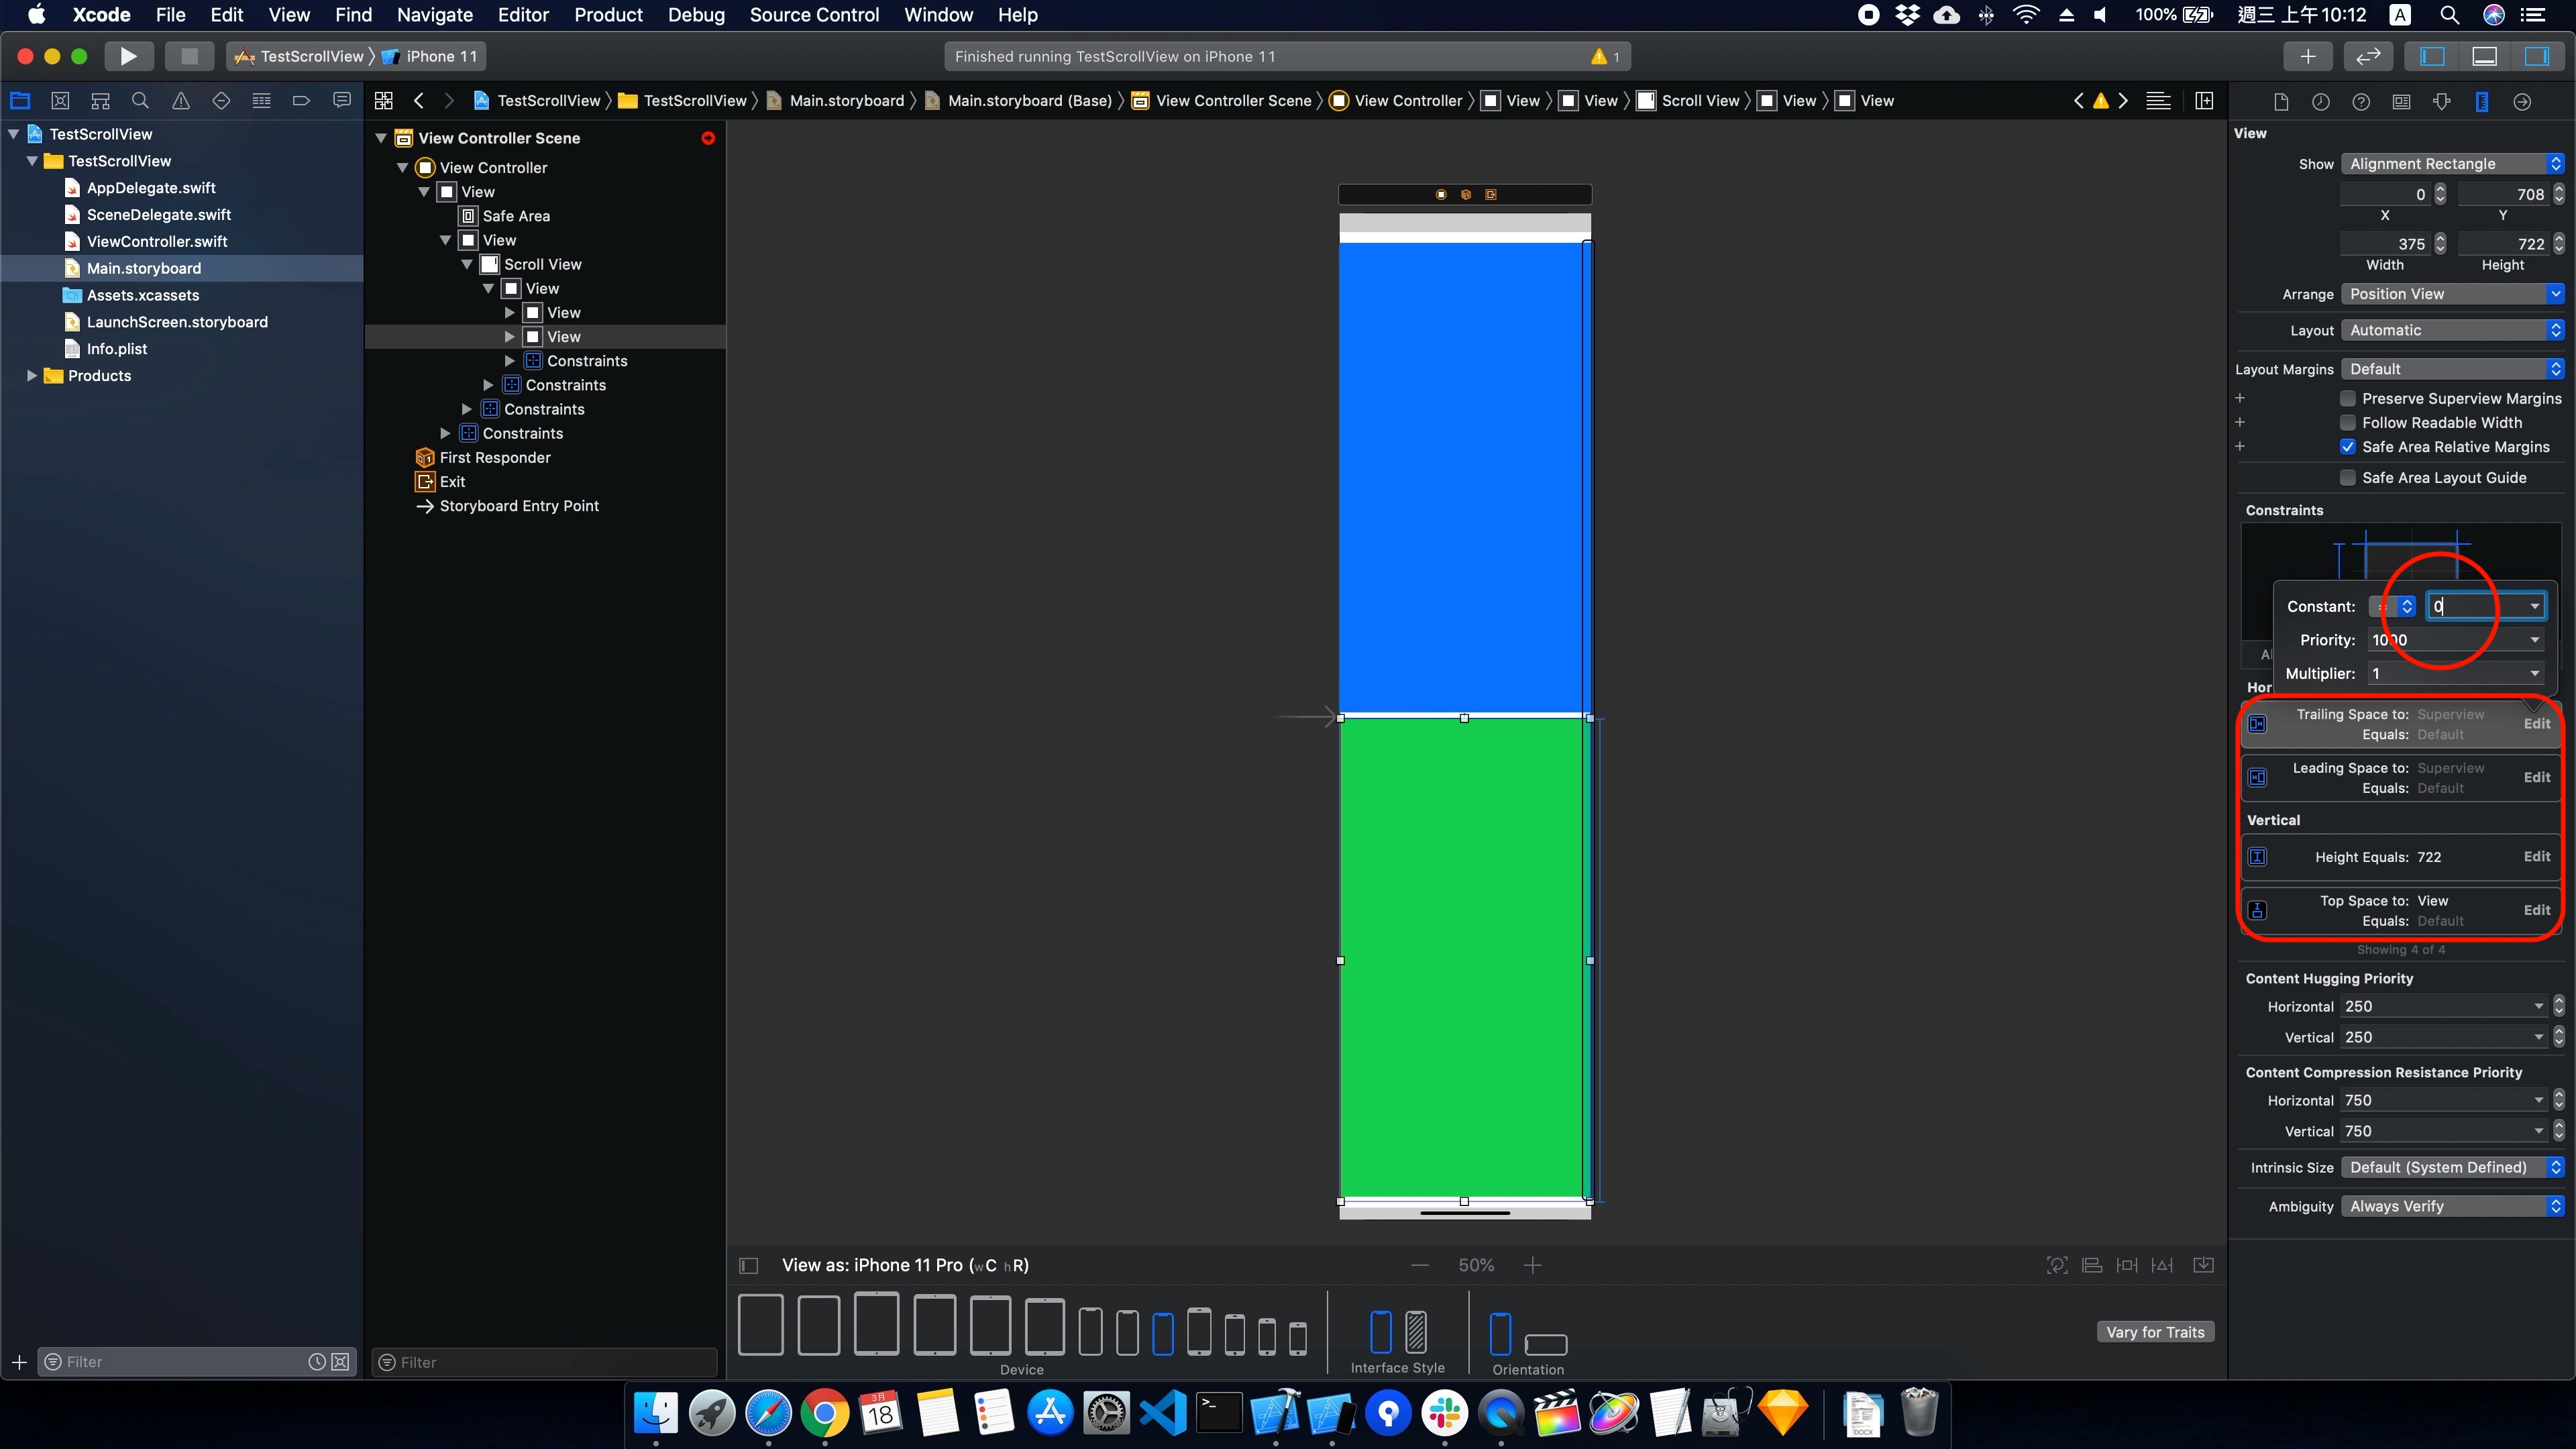 Xcode File Edit View Find Navigate Editor Product Debug Source Control Window Help 100% 週三 上午10:12 A
TestScrollView 〉 iPhone 11
Finished running TestScrollView on iPhone 11
1
TestScrollView 〉 TestScrollView 〉 Main.storyboard 〉 Main.storyboard (Base) 〉 View Controller Scene 〉 View Controller 〉 View 〉 View 〉 Scroll View 〉 View 〉 View
TestScrollView
TestScrollView
AppDelegate.swift
SceneDelegate.swift
ViewController.swift
Main.storyboard
Assets.xcassets
LaunchScreen.storyboard
Info.plist
Products
Filter
View Controller Scene
View Controller
View
Safe Area
View
Scroll View
View
View
View
Constraints
Constraints
Constraints
Constraints
First Responder
Exit
Storyboard Entry Point
Filter
View as: iPhone 11 Pro (wC hR)
50%
Device
Interface Style
Orientation
Vary for Traits
View
Show Alignment Rectangle
0 708
X Y
375 722
Width Height
Arrange Position View
Layout Automatic
Layout Margins Default
Preserve Superview Margins
Follow Readable Width
Safe Area Relative Margins
Safe Area Layout Guide
Constraints
Constant: = 0
Priority: 1000
Multiplier: 1
Trailing Space to: Superview
Equals: Default
Edit
Leading Space to: Superview
Equals: Default
Edit
Vertical
Height Equals: 722
Edit
Top Space to: View
Equals: Default
Edit
Showing 4 of 4
Content Hugging Priority
Horizontal 250
Vertical 250
Content Compression Resistance Priority
Horizontal 750
Vertical 750
Intrinsic Size Default (System Defined)
Ambiguity Always Verify
3月
18
DOCX